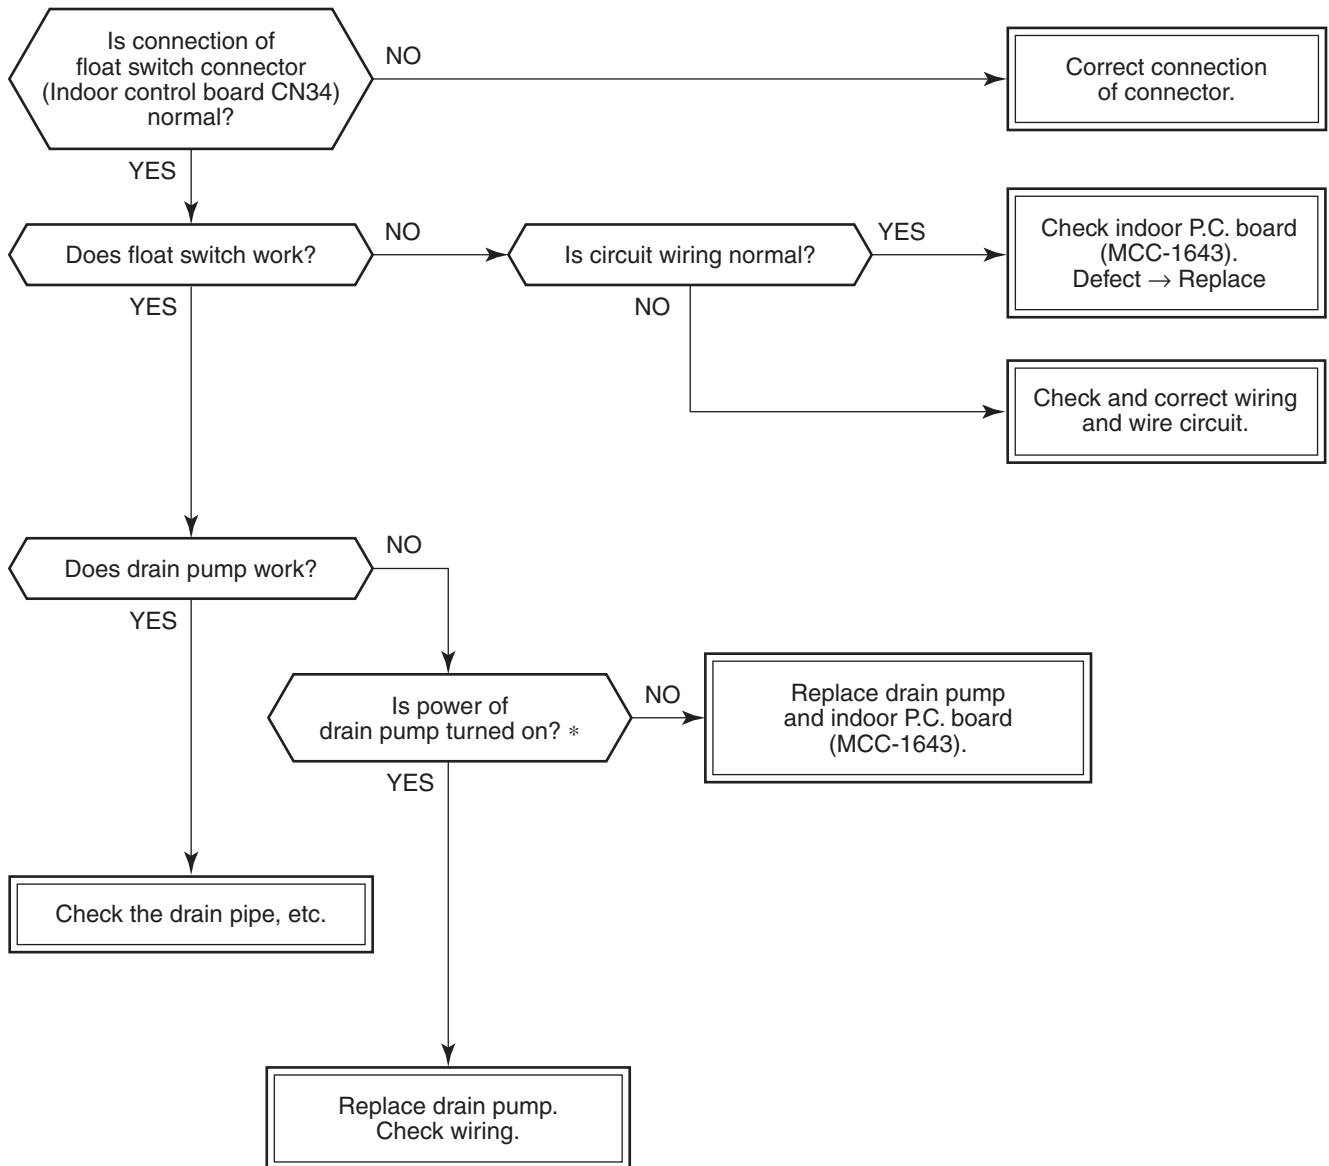 Is connection of
float switch connector
(Indoor control board CN34)
normal?
NO
Correct connection
of connector.
YES
Does float switch work?
NO
Is circuit wiring normal?
YES
Check indoor P.C. board
(MCC-1643).
Defect → Replace
YES
NO
Check and correct wiring
and wire circuit.
Does drain pump work?
NO
YES
Is power of
drain pump turned on? *
NO
Replace drain pump
and indoor P.C. board
(MCC-1643).
YES
Check the drain pipe, etc.
Replace drain pump.
Check wiring.